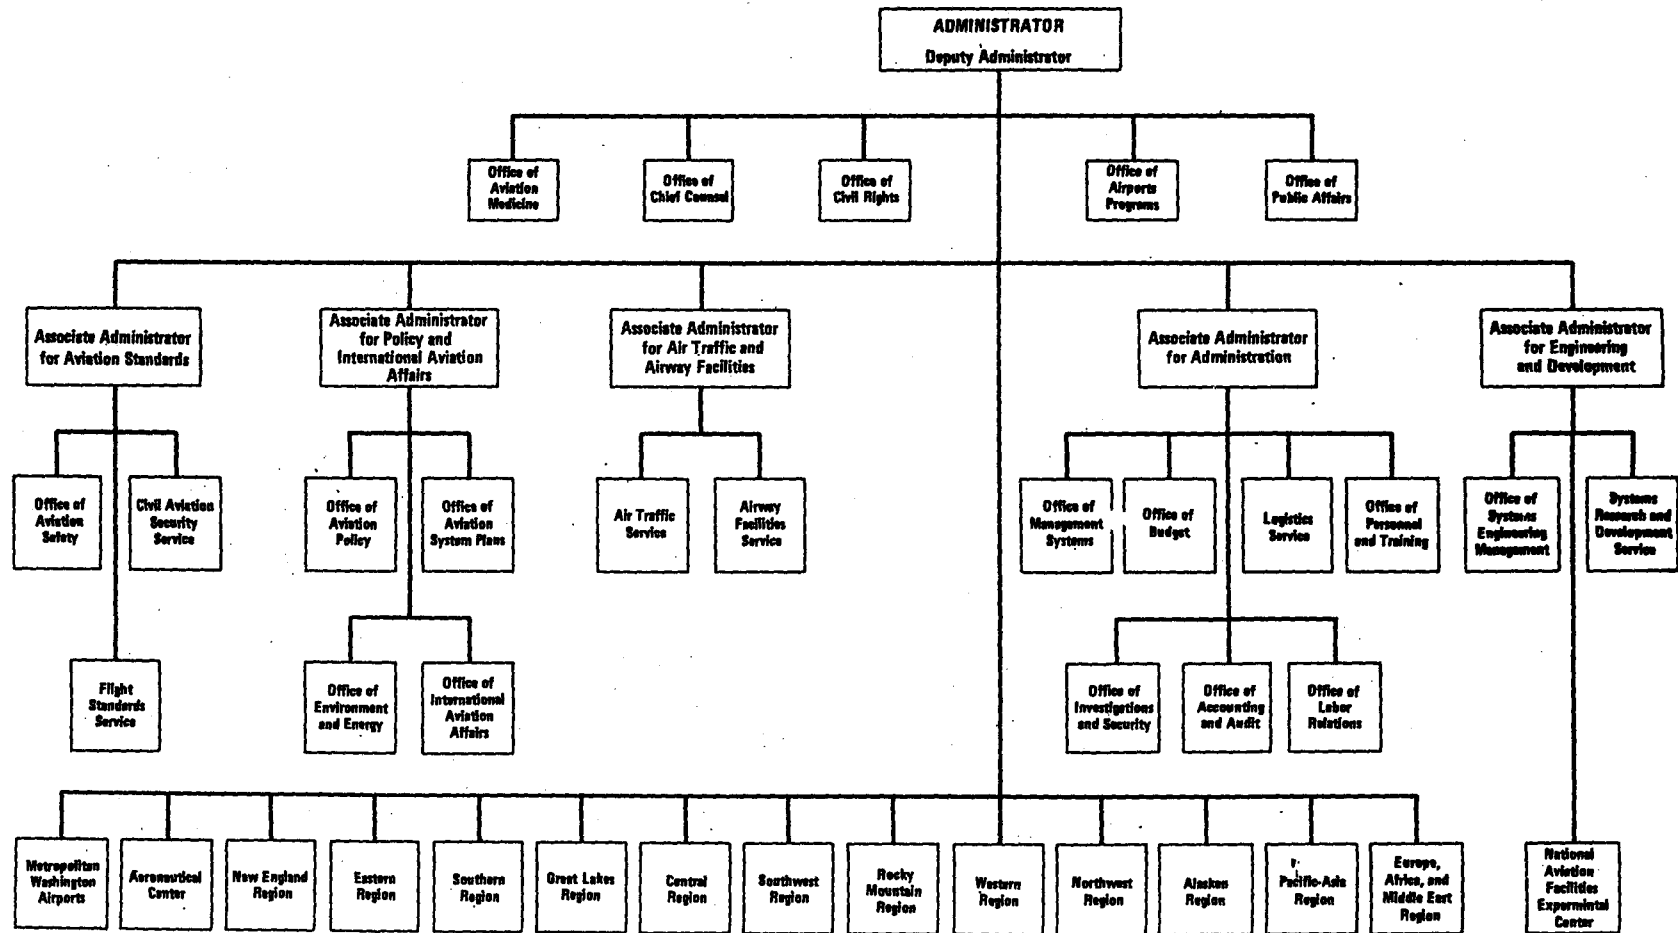 ADMINISTRATOR
Deputy Administrator
Office of
Aviation
Medicine
Office of
Chief Counsel
Office of
Civil Rights
Office of
Airports
Programs
Office of
Public Affairs
Associate Administrator
for Aviation Standards
Associate Administrator
for Policy and
International Aviation
Affairs
Associate Administrator
for Air Traffic and
Airway Facilities
Associate Administrator
for Administration
Associate Administrator
for Engineering
and Development
Office of
Aviation
Safety
Civil Aviation
Security
Service
Office of
Aviation
Policy
Office of
Aviation
System Plans
Air Traffic
Service
Airway
Facilities
Service
Office of
Management
Systems
Office of
Budget
Logistics
Service
Office of
Personnel
and Training
Office of
Systems
Engineering
Management
Systems
Research and
Development
Service
Flight
Standards
Service
Office of
Environment
and Energy
Office of
International
Aviation
Affairs
Office of
Investigations
and Security
Office of
Accounting
and Audit
Office of
Labor
Relations
Metropolitan
Washington
Airports
Aeronautical
Center
New England
Region
Eastern
Region
Southern
Region
Great Lakes
Region
Central
Region
Southwest
Region
Rocky
Mountain
Region
Western
Region
Northwest
Region
Alaskan
Region
Pacific-Asia
Region
Europe,
Africa, and
Middle East
Region
National
Aviation
Facilities
Expermintal
Center